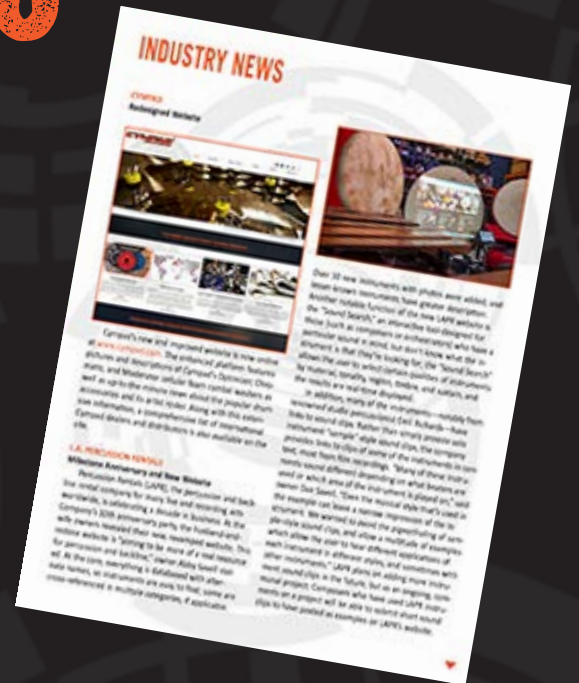 INDUSTRY NEWS
CYMPAD
Redesigned Website
Cympad's new and improved website is now online
at www.cympad.com. The enhanced platform features
pictures and descriptions of Cympad's Optimizer, Chro-
matic, and Moderator cellular foam combat washers as
well as up-to-the-minute news about the popular drum
accessories and its artist roster. Along with this exten-
sive information, a comprehensive list of international
Cympad dealers and distributors is also available on the
site.
L.A. PERCUSSION RENTALS
Milestone Anniversary and New Website
Percussion Rentals (LAPR), the percussion and back-
line rental company for many live and recording acts
worldwide, is celebrating a decade in business. At the
Company's 10th anniversary party, the husband-and-
wife owners revealed their new, revamped website. This
online website is "aiming to be more of a real resource
for percussion and backline," owner Abby Savell
ed. At the core, everything is databased with alter-
nate names, so instruments are easy to find; some are
cross-referenced in multiple categories, if applicable.
Over 50 new instruments with photos were added, and
lesser-known instruments have greater description.
Another notable function of the new LAPR website is
the "Sound Search," an interactive tool designed for
those (such as composers or orchestrators) who have a
particular sound in mind, but don't know what the in-
strument is that they're looking for; the "Sound Search"
allows the user to select certain qualities of instruments
by material, tonality, region, timbre, and sustain, and
the results are real-time displayed.
In addition, many of the instruments—notably from
renowned studio percussionist Emil Richards—have
links to sound clips. Rather than simply provide solo
instrument "sample" style sound clips, the company
provides links to clips of some of the instruments in con-
text, most from film recordings. "Many of these instru-
ments sound different depending on what beaters are
used or which area of the instrument is played on," said
owner Dan Savell. "Even the musical style that's used in
the example can leave a narrow impression of the in-
strument. We wanted to avoid the pigeonholing of sam-
ple-style sound clips, and allow a multiple of examples
which allow the user to hear different applications of
each instrument in different styles, and sometimes with
other instruments." LAPR plans on adding more instru-
ment sound clips in the future, but as an ongoing, com-
munal project. Composers who have used LAPR instru-
ments on a project will be able to submit short sound
clips to have posted as examples on LAPR's website.